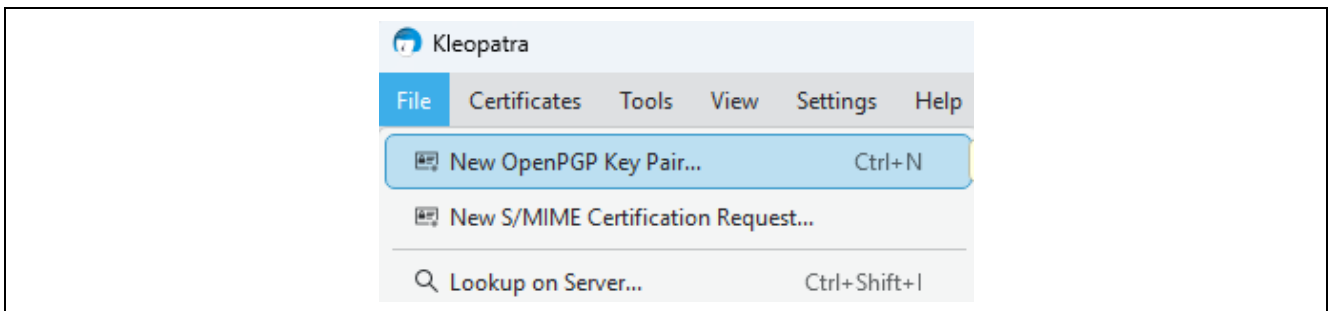 Kleopatra
File Certificates Tools View Settings Help
New OpenPGP Key Pair... Ctrl+N
New S/MIME Certification Request...
Lookup on Server... Ctrl+Shift+I